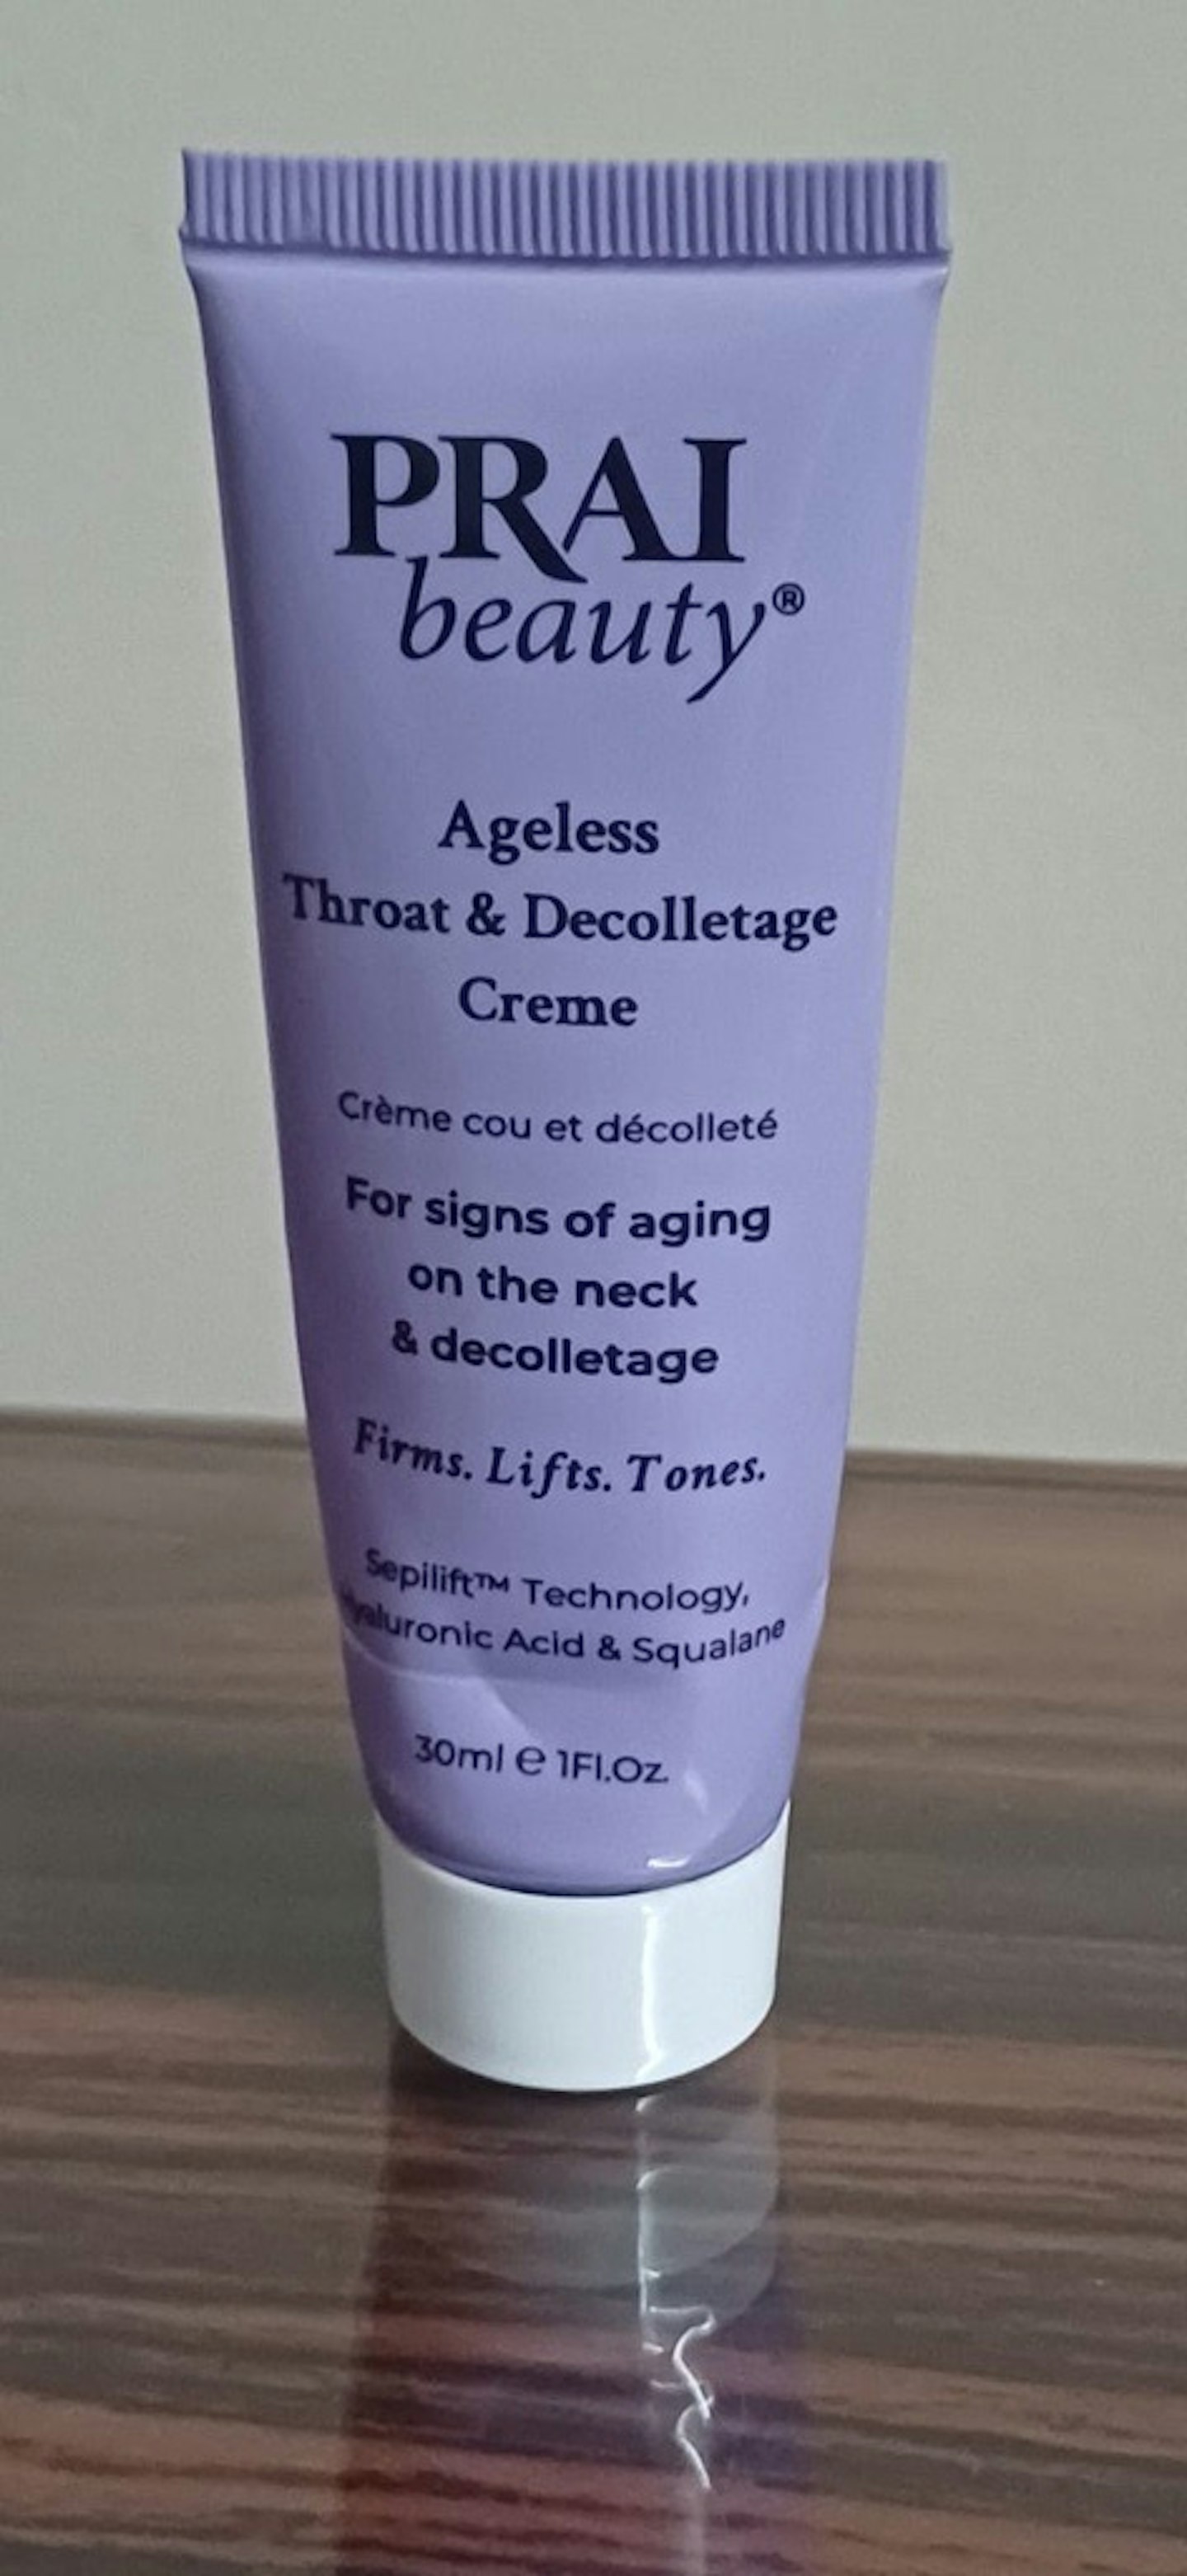 PRAI
beauty®
Ageless
Throat & Decolletage
Creme
Crème cou et décolleté
For signs of aging
on the neck
& decolletage
Firms. Lifts. Tones.
Sepilift™ Technology,
Hyaluronic Acid & Squalane
30ml ℮ 1Fl.Oz.